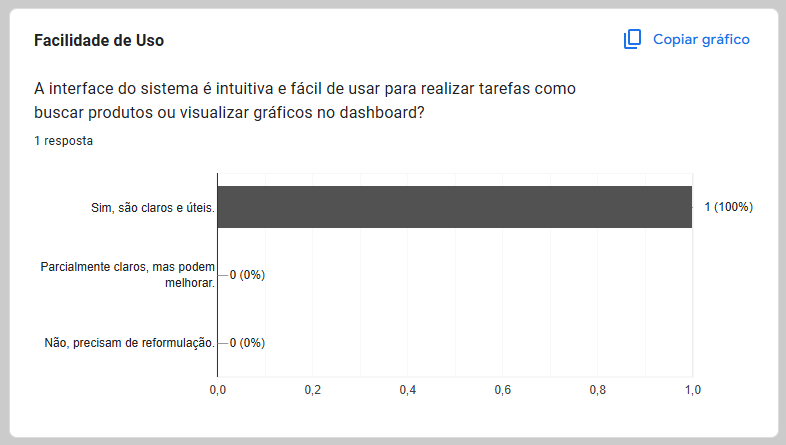 Facilidade de Uso
Copiar gráfico
A interface do sistema é intuitiva e fácil de usar para realizar tarefas como
buscar produtos ou visualizar gráficos no dashboard?
1 resposta
Sim, são claros e úteis.
1 (100%)
Parcialmente claros, mas podem
melhorar.
0 (0%)
Não, precisam de reformulação.
0 (0%)
0,0 0,2 0,4 0,6 0,8 1,0